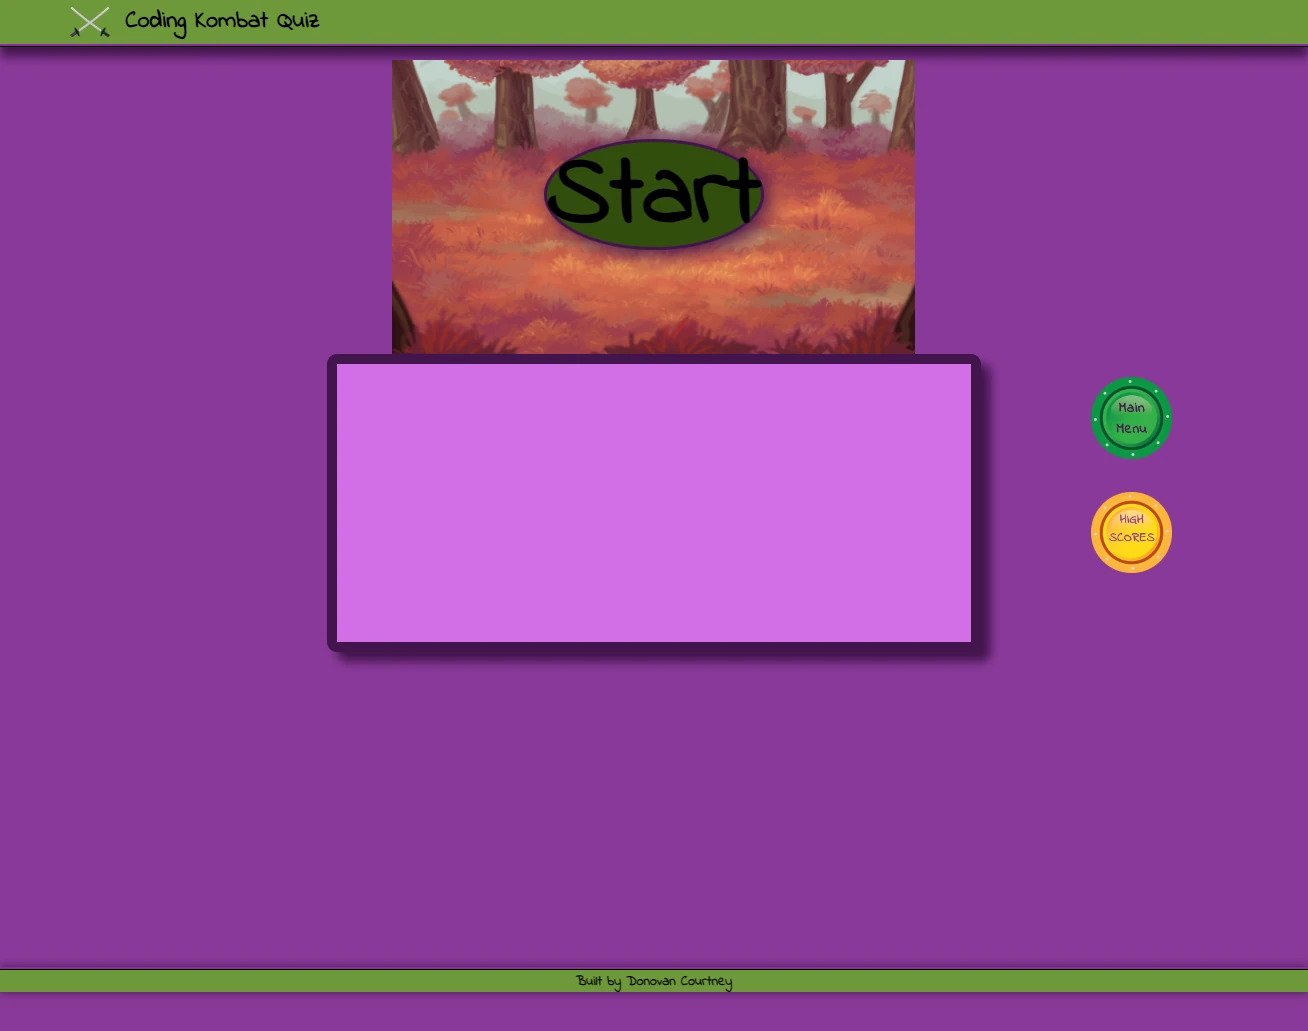 Coding Kombat Quiz
Start
Main
Menu
HIGH
SCORES
Built by Donovan Courtney